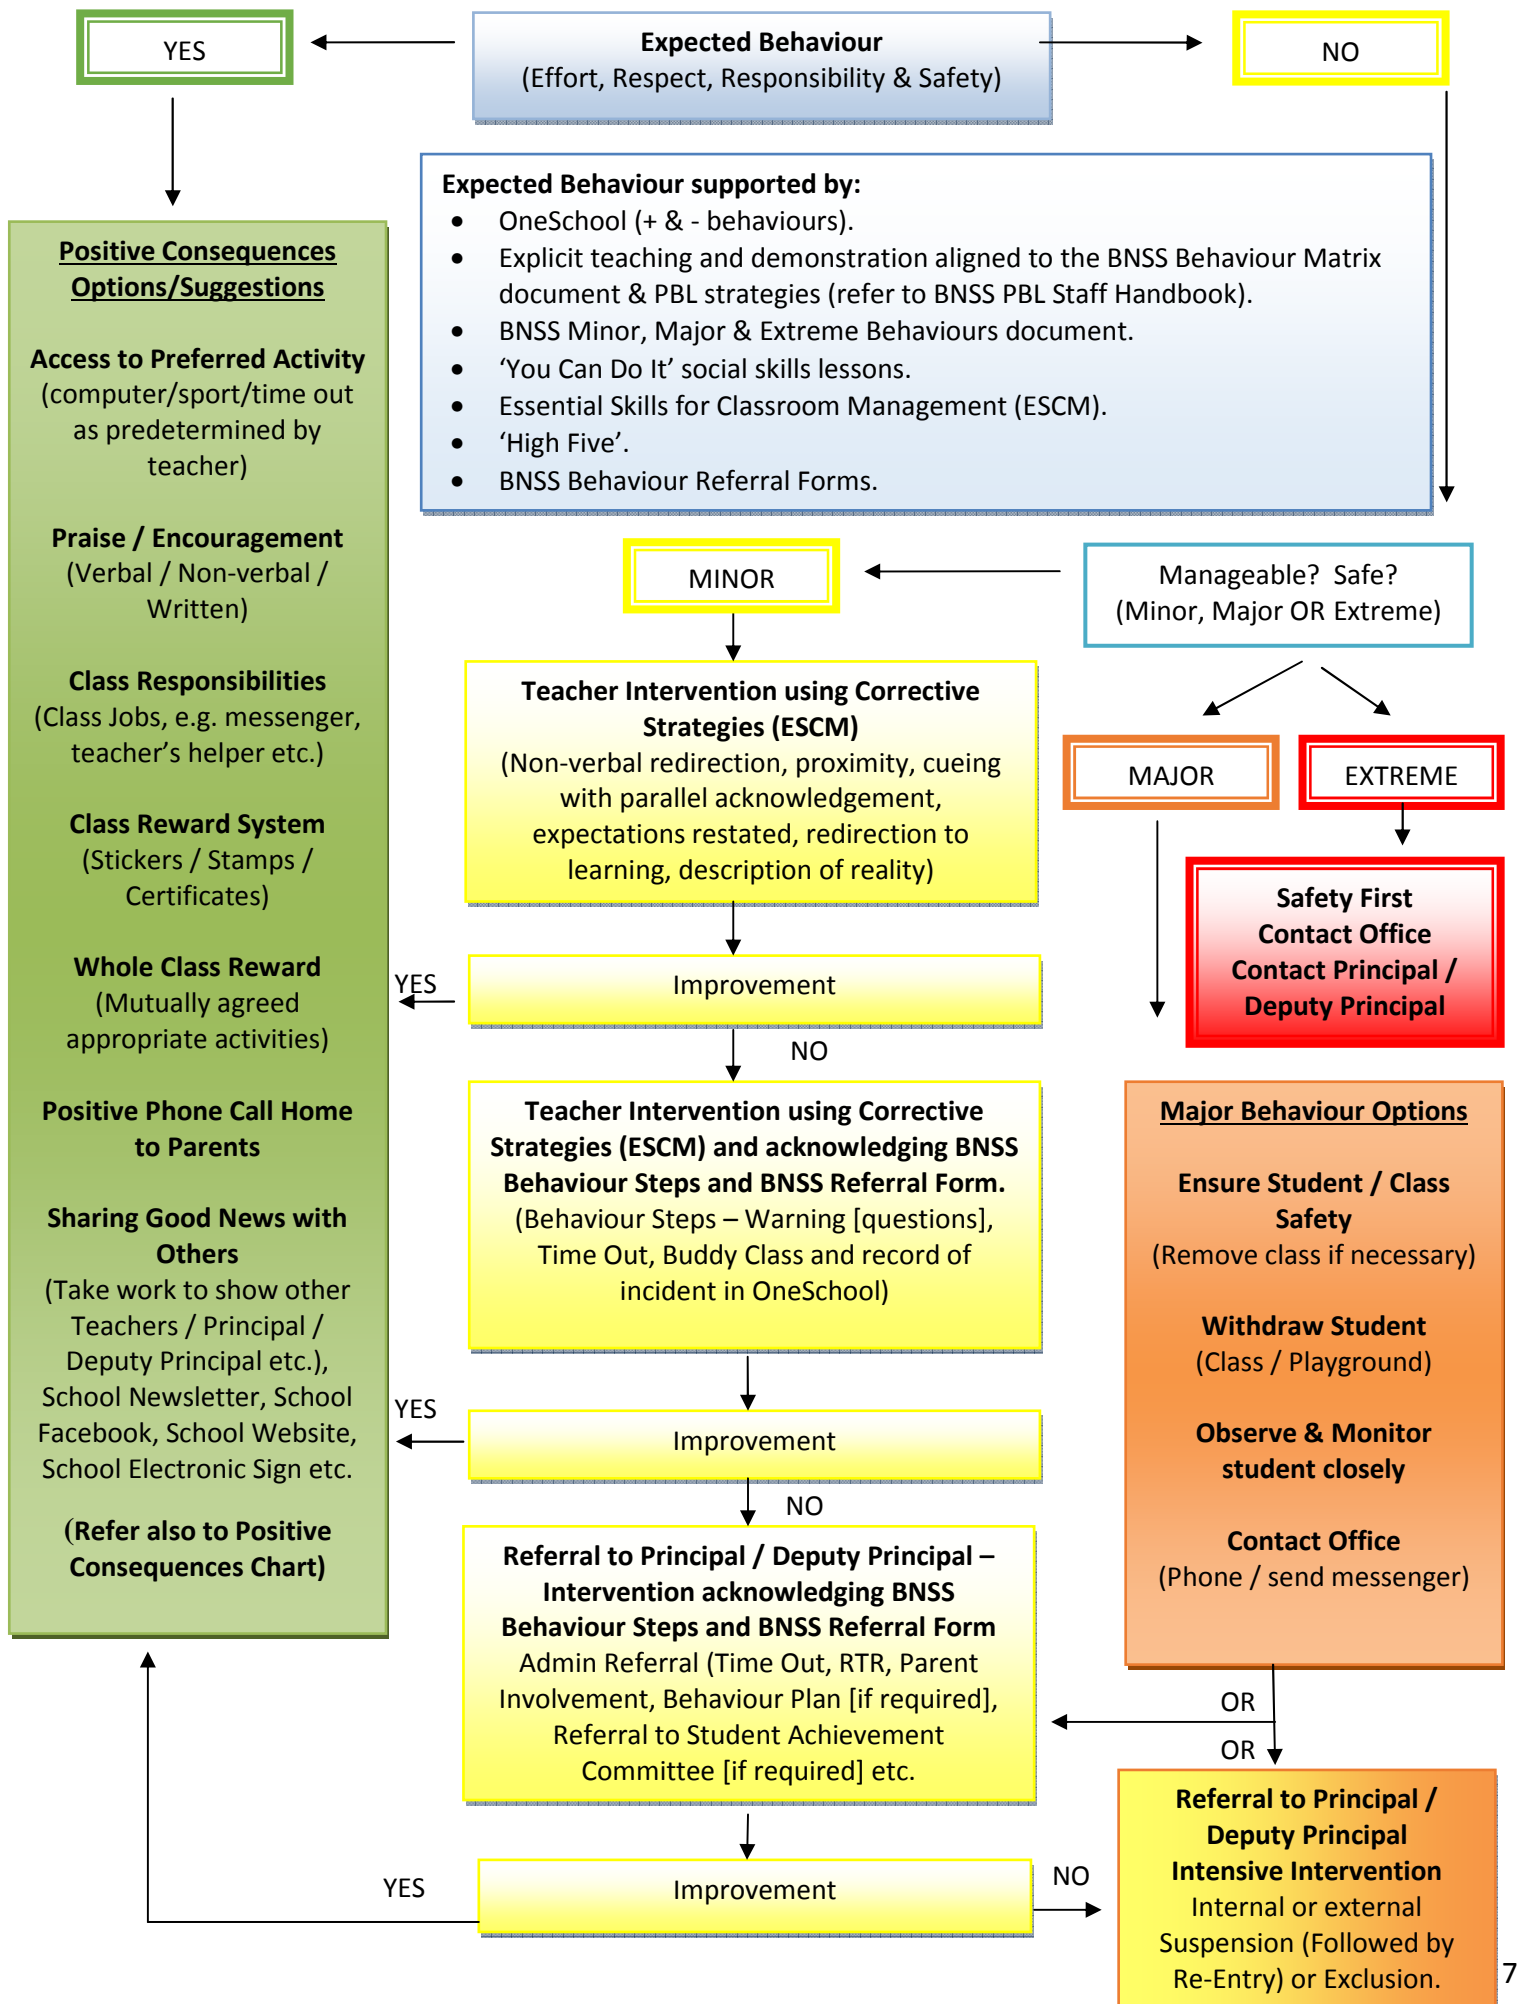 YES
Expected Behaviour
(Effort, Respect, Responsibility & Safety)
NO
Expected Behaviour supported by:
• OneSchool (+ & - behaviours).
• Explicit teaching and demonstration aligned to the BNSS Behaviour Matrix
document & PBL strategies (refer to BNSS PBL Staff Handbook).
• BNSS Minor, Major & Extreme Behaviours document.
• ‘You Can Do It’ social skills lessons.
• Essential Skills for Classroom Management (ESCM).
• ‘High Five’.
• BNSS Behaviour Referral Forms.
Positive Consequences
Options/Suggestions
Access to Preferred Activity
(computer/sport/time out
as predetermined by
teacher)
Praise / Encouragement
(Verbal / Non-verbal /
Written)
Class Responsibilities
(Class Jobs, e.g. messenger,
teacher’s helper etc.)
Class Reward System
(Stickers / Stamps /
Certificates)
Whole Class Reward
(Mutually agreed
appropriate activities)
Positive Phone Call Home
to Parents
Sharing Good News with
Others
(Take work to show other
Teachers / Principal /
Deputy Principal etc.),
School Newsletter, School
Facebook, School Website,
School Electronic Sign etc.
(Refer also to Positive
Consequences Chart)
MINOR
Manageable? Safe?
(Minor, Major OR Extreme)
Teacher Intervention using Corrective
Strategies (ESCM)
(Non-verbal redirection, proximity, cueing
with parallel acknowledgement,
expectations restated, redirection to
learning, description of reality)
MAJOR
EXTREME
Safety First
Contact Office
Contact Principal /
Deputy Principal
YES
Improvement
NO
Teacher Intervention using Corrective
Strategies (ESCM) and acknowledging BNSS
Behaviour Steps and BNSS Referral Form.
(Behaviour Steps – Warning [questions],
Time Out, Buddy Class and record of
incident in OneSchool)
Major Behaviour Options
Ensure Student / Class
Safety
(Remove class if necessary)
Withdraw Student
(Class / Playground)
Observe & Monitor
student closely
Contact Office
(Phone / send messenger)
YES
Improvement
NO
Referral to Principal / Deputy Principal –
Intervention acknowledging BNSS
Behaviour Steps and BNSS Referral Form
Admin Referral (Time Out, RTR, Parent
Involvement, Behaviour Plan [if required],
Referral to Student Achievement
Committee [if required] etc.
OR
OR
YES
Improvement
NO
Referral to Principal /
Deputy Principal
Intensive Intervention
Internal or external
Suspension (Followed by
Re-Entry) or Exclusion.
7